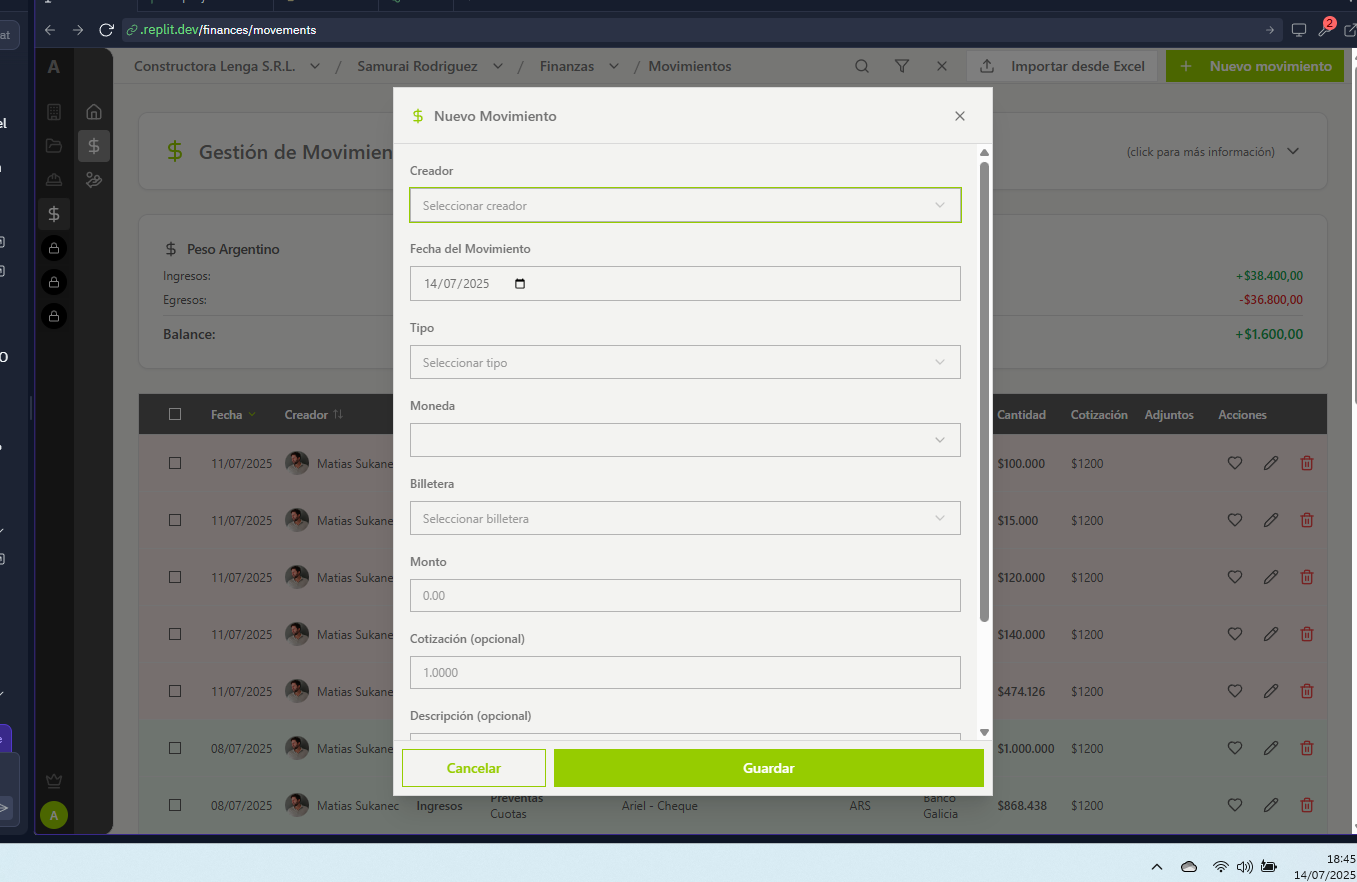 .replit.dev/finances/movements
2
at
A
Constructora Lenga S.R.L. / Samurai Rodriguez / Finanzas / Movimientos
Importar desde Excel
+ Nuevo movimiento
$ Nuevo Movimiento
$ Gestión de Movimien
(click para más información)
Creador
Seleccionar creador
Fecha del Movimiento
14/07/2025
Tipo
Seleccionar tipo
Moneda
Billetera
Seleccionar billetera
Monto
0.00
Cotización (opcional)
1.0000
Descripción (opcional)
Cancelar
Guardar
$ Peso Argentino
Ingresos: +$38.400,00
Egresos: -$36.800,00
Balance: +$1.600,00
Fecha Creador Cantidad Cotización Adjuntos Acciones
11/07/2025 Matias Sukane $100.000 $1200
11/07/2025 Matias Sukane $15.000 $1200
11/07/2025 Matias Sukane $120.000 $1200
11/07/2025 Matias Sukane $140.000 $1200
11/07/2025 Matias Sukane $474.126 $1200
08/07/2025 Matias Sukane $1.000.000 $1200
08/07/2025 Matias Sukanec Ingresos Preventas Cuotas Ariel - Cheque ARS Banco Galicia $868.438 $1200
A
18:45
14/07/2025